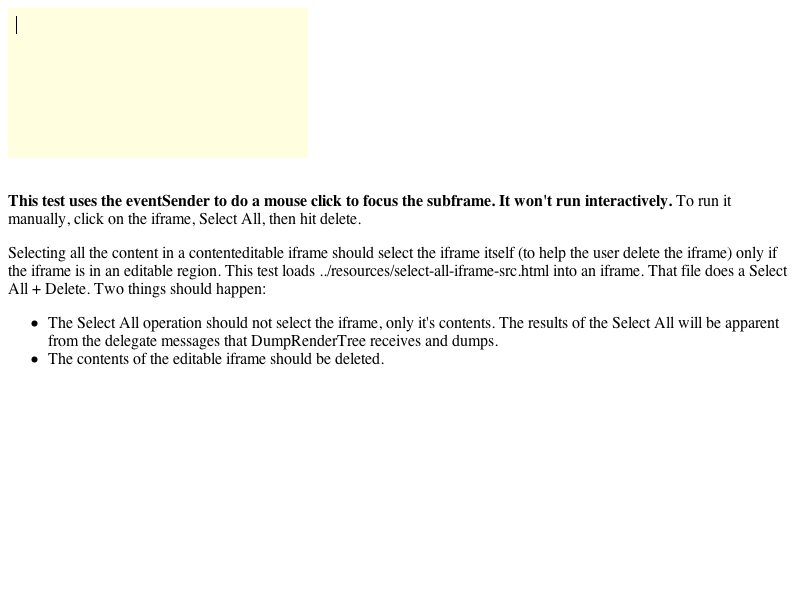 This test uses the eventSender to do a mouse click to focus the subframe. It won't run interactively. To run it
manually, click on the iframe, Select All, then hit delete.
Selecting all the content in a contenteditable iframe should select the iframe itself (to help the user delete the iframe) only if
the iframe is in an editable region. This test loads ../resources/select-all-iframe-src.html into an iframe. That file does a Select
All + Delete. Two things should happen:
The Select All operation should not select the iframe, only it's contents. The results of the Select All will be apparent
from the delegate messages that DumpRenderTree receives and dumps.
The contents of the editable iframe should be deleted.